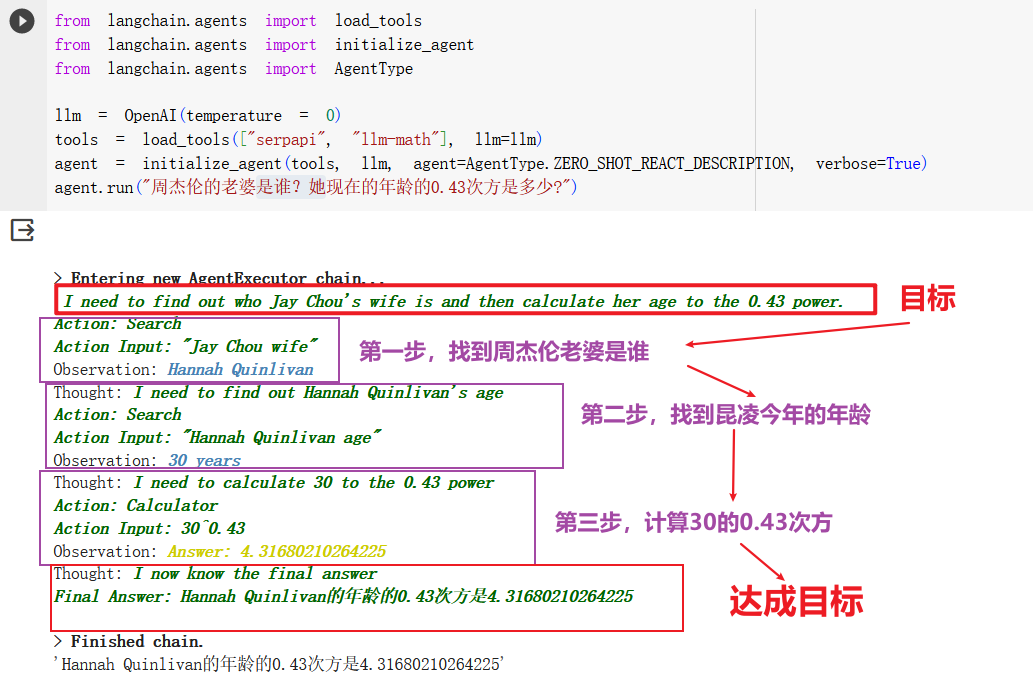 from langchain.agents import load_tools
from langchain.agents import initialize_agent
from langchain.agents import AgentType
llm = OpenAI(temperature = 0)
tools = load_tools(["serpapi", "llm-math"], llm=llm)
agent = initialize_agent(tools, llm, agent=AgentType.ZERO_SHOT_REACT_DESCRIPTION, verbose=True)
agent.run("周杰伦的老婆是谁? 她现在的年龄的0.43次方是多少?")
> Entering new AgentExecutor chain...
I need to find out who Jay Chou's wife is and then calculate her age to the 0.43 power.
目标
Action: Search
Action Input: "Jay Chou wife"
Observation: Hannah Quinlivan
第一步，找到周杰伦老婆是谁
Thought: I need to find out Hannah Quinlivan's age
Action: Search
Action Input: "Hannah Quinlivan age"
Observation: 30 years
第二步，找到昆凌今年的年龄
Thought: I need to calculate 30 to the 0.43 power
Action: Calculator
Action Input: 30^0.43
Observation: Answer: 4.31680210264225
第三步，计算30的0.43次方
Thought: I now know the final answer
Final Answer: Hannah Quinlivan的年龄的0.43次方是4.31680210264225
达成目标
> Finished chain.
'Hannah Quinlivan的年龄的0.43次方是4.31680210264225'